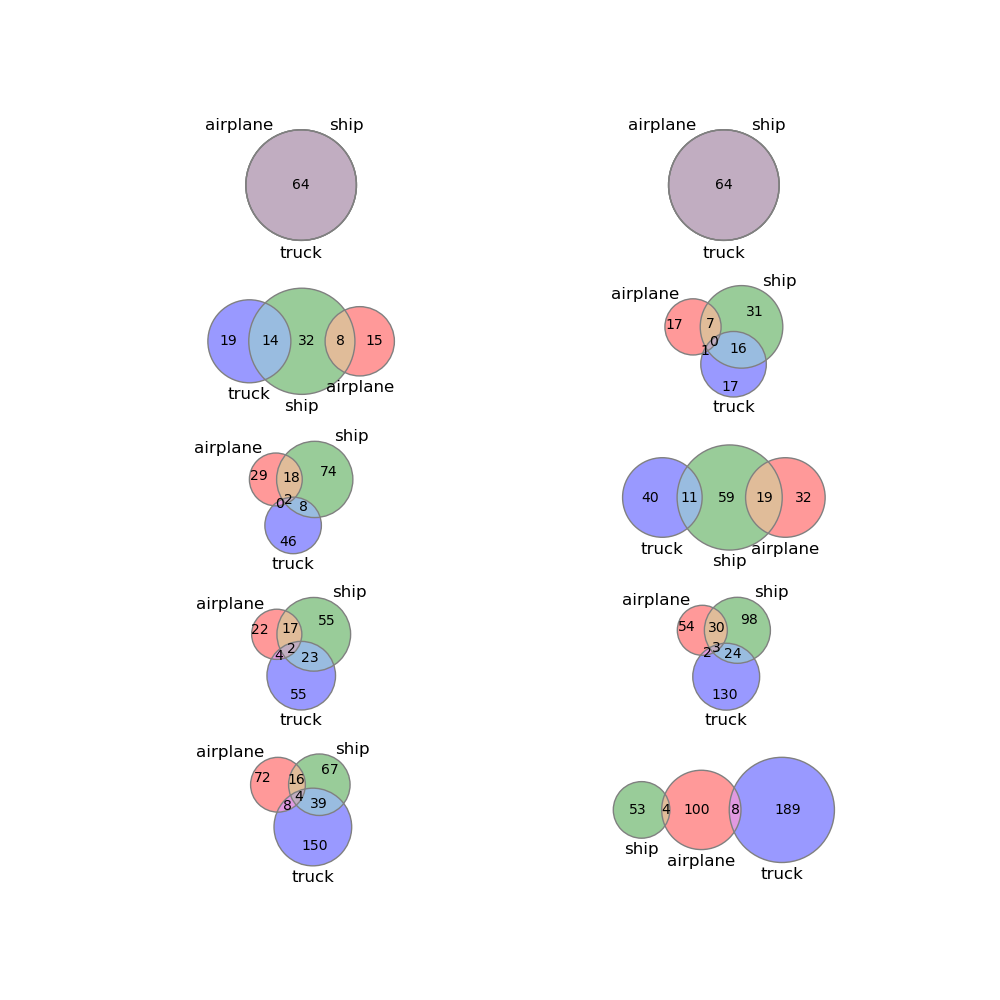 airplane ship
64
truck
airplane ship
64
truck
19 14 32 8 15
truck airplane
ship
ship
airplane
31
17 7
0
1 16
17
truck
ship
airplane
74
29 18
2
0 8
46
truck
40 11 59 19 32
truck airplane
ship
ship
airplane
55
22 17
2
4 23
55
truck
ship
airplane
98
54 30
3
2 24
130
truck
ship
airplane
67
72 16
4
8 39
150
truck
53 4 100 8 189
ship
airplane
truck